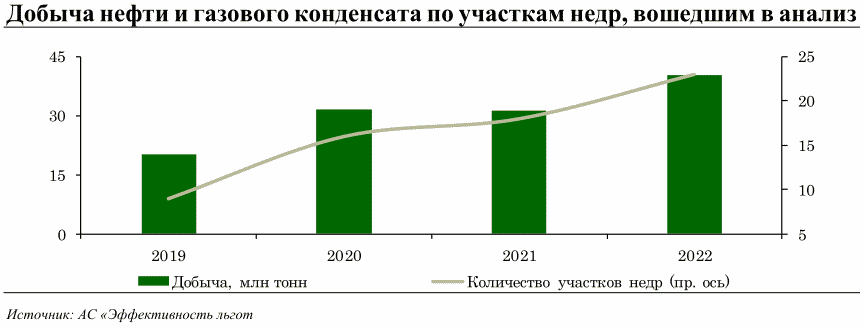 Добыча нефти и газового конденсата по участкам недр, вошедшим в анализ
45 25
30 20
15 15
10
0 5
2019 2020 2021 2022
Добыча, млн тонн Количество участков недр (пр. ось)
Источник: АС «Эффективность льгот